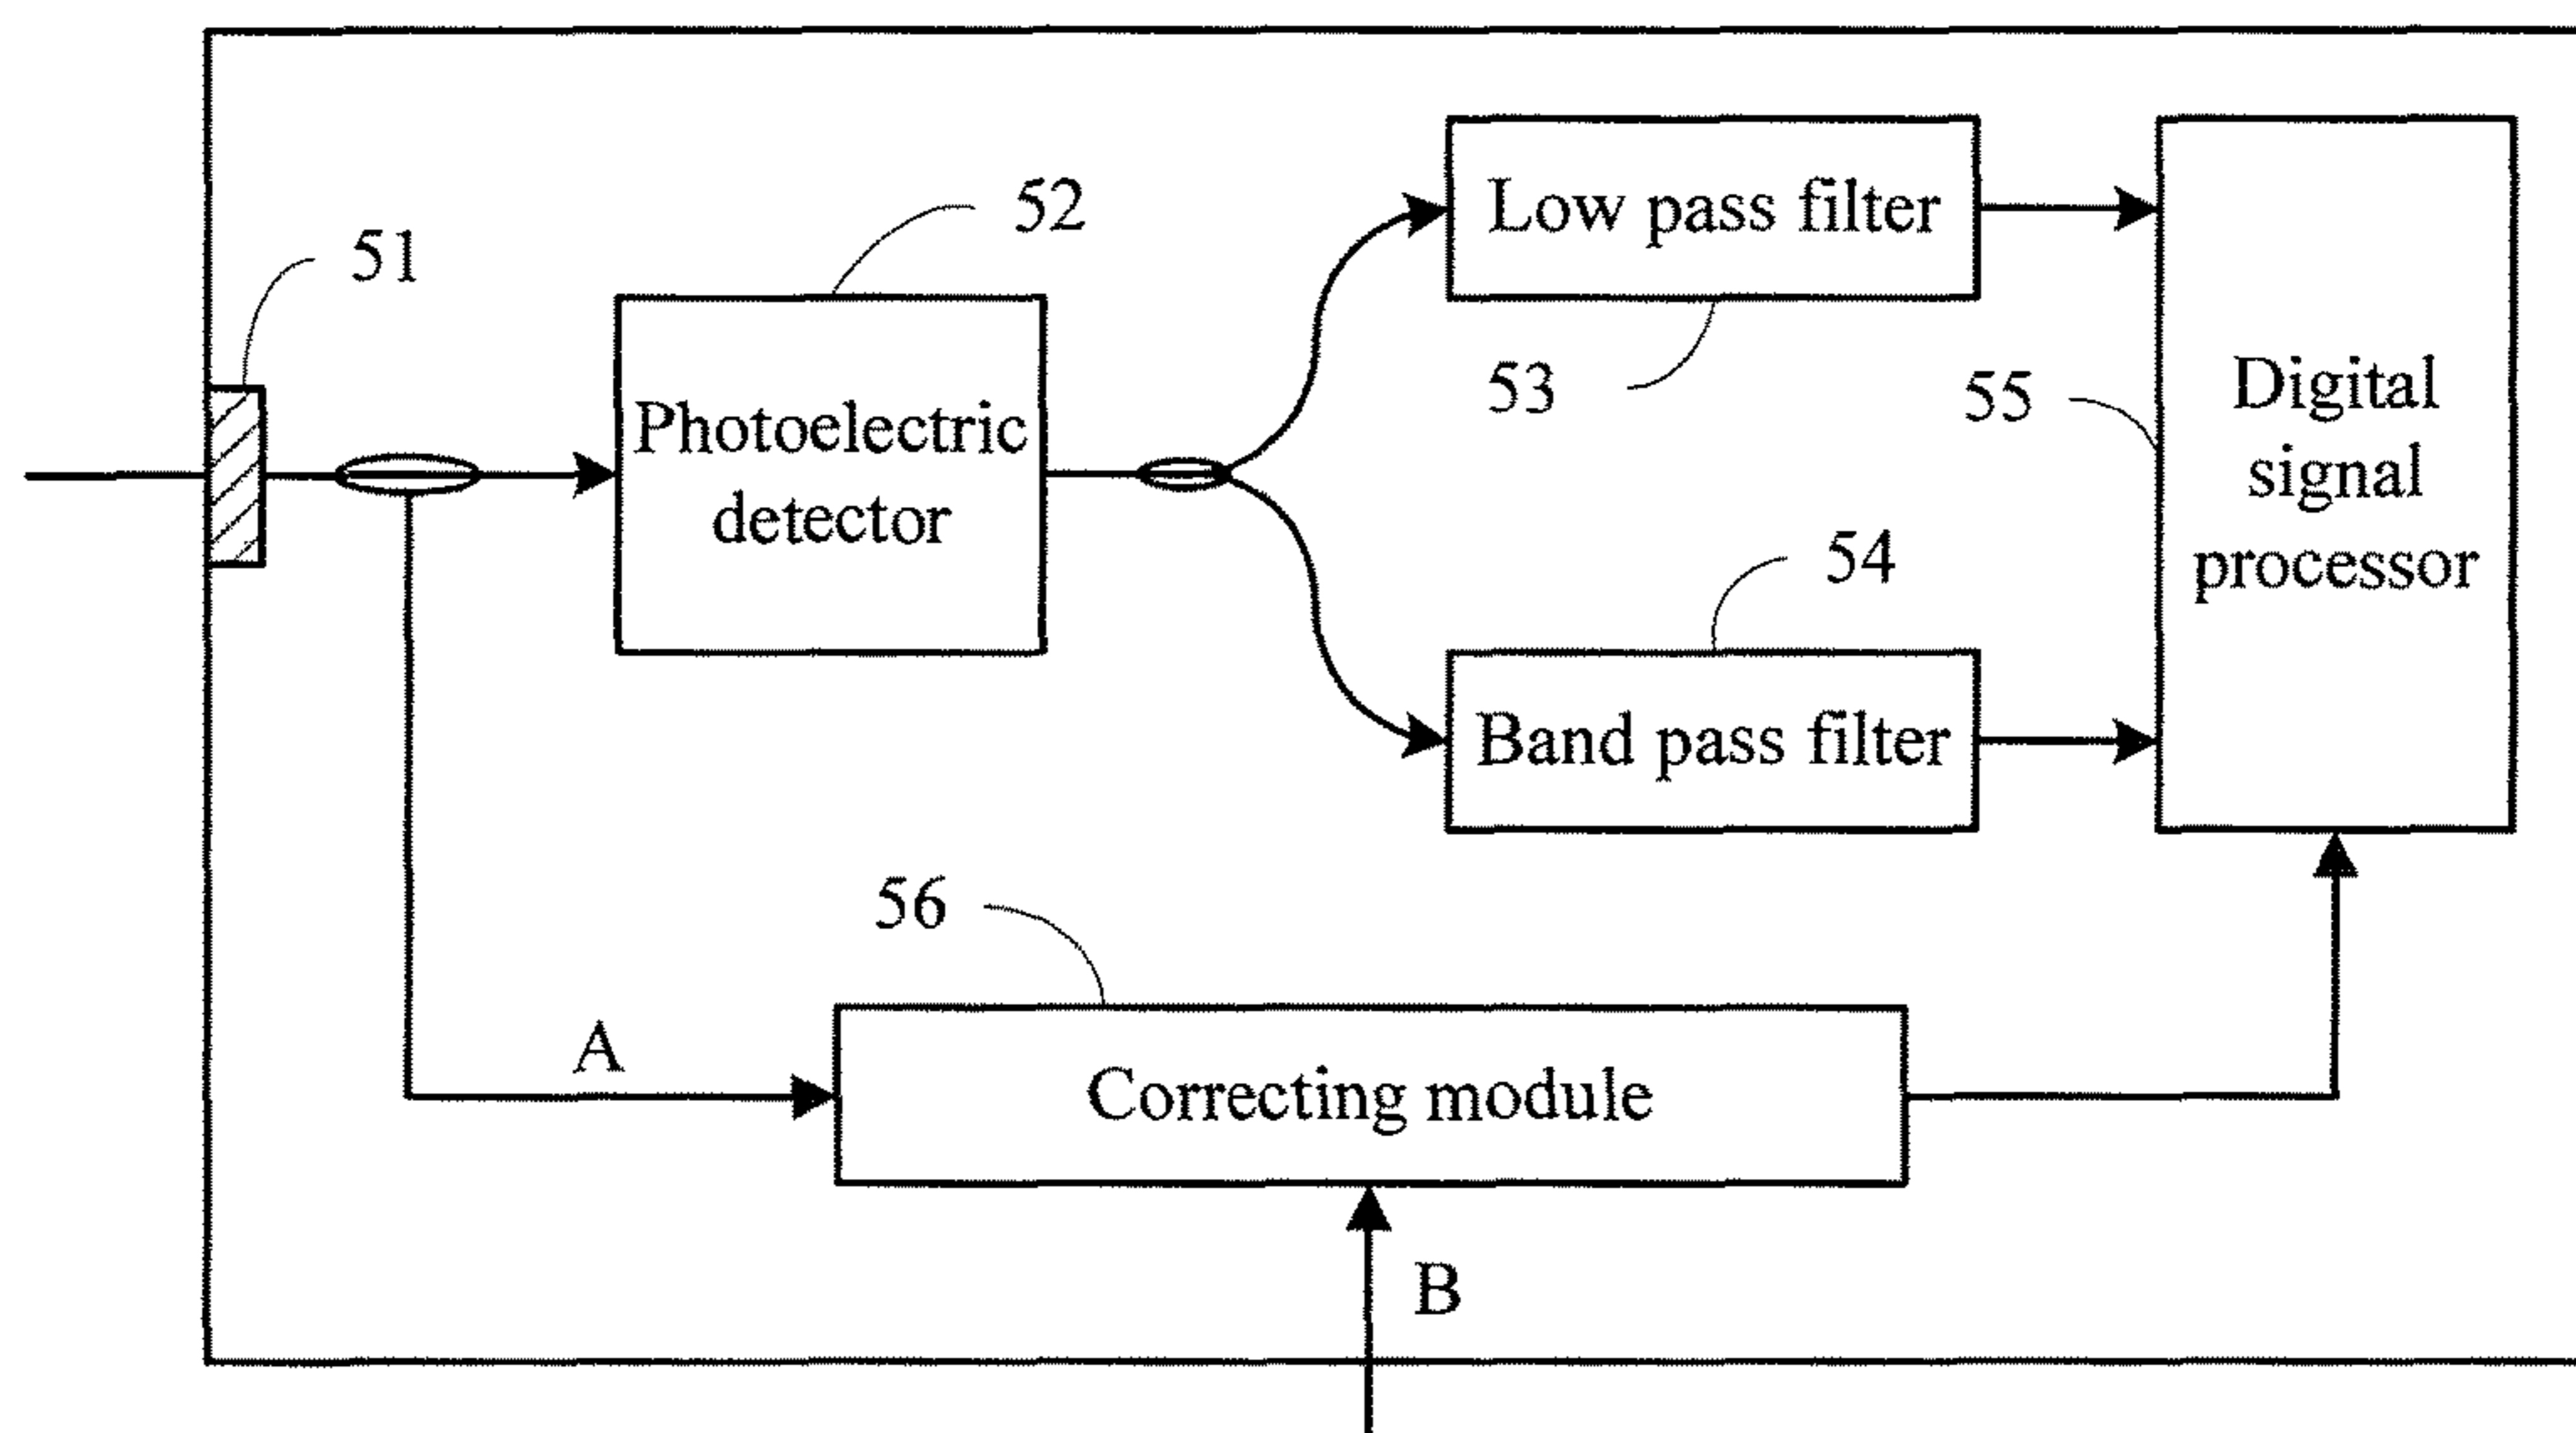 51
52
Photoelectric
detector
Low pass filter
53
54
Band pass filter
55
Digital
signal
processor
56
A
Correcting module
B